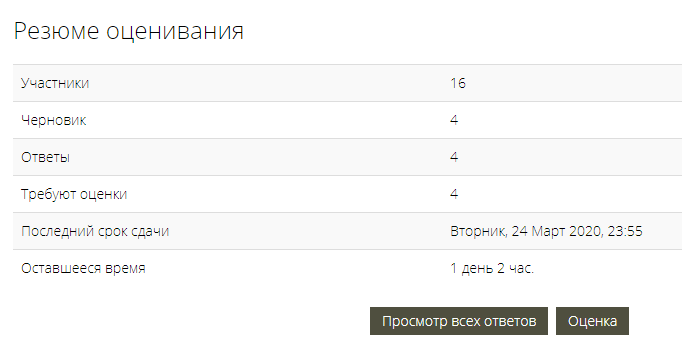 Резюме оценивания
Участники 16
Черновик 4
Ответы 4
Требуют оценки 4
Последний срок сдачи Вторник, 24 Март 2020, 23:55
Оставшееся время 1 день 2 час.
Просмотр всех ответов Оценка